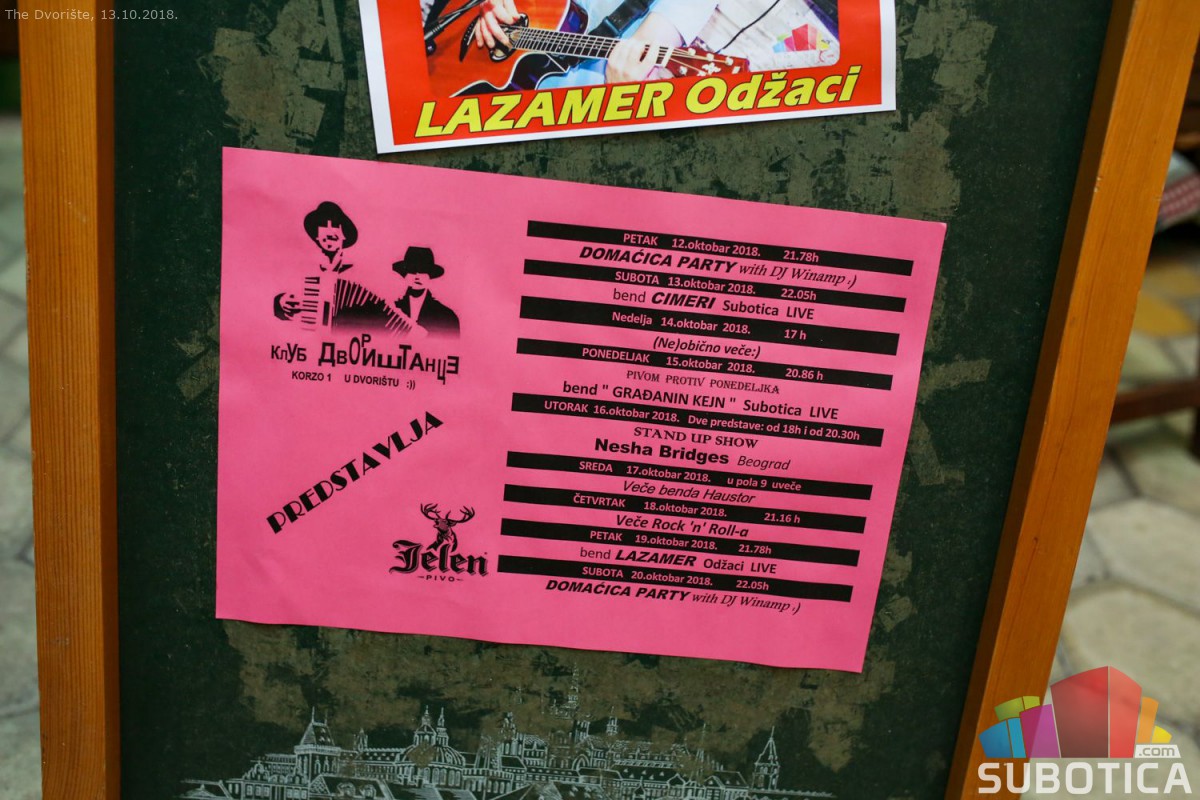 The Dvorište, 13.10.2018.
LAZAMER Odžaci
КлУБ ДВОРИШТАНЦЕ
KORZO 1 U DVORIŠTU :))
PREDSTAVLJA
Jelen
PIVO
PETAK 12.oktobar 2018. 21.78h
DOMAĆICA PARTY with DJ Winamp ;)
SUBOTA 13.oktobar 2018. 22.05h
bend CIMERI Subotica LIVE
Nedelja 14.oktobar 2018. 17 h
(Ne)obično veče:)
PONEDELJAK 15.oktobar 2018. 20.86 h
PIVOM PROTIV PONEDELJKA
bend " GRAĐANIN KEJN " Subotica LIVE
UTORAK 16.oktobar 2018. Dve predstave: od 18h i od 20.30h
STAND UP SHOW
Nesha Bridges Beograd
SREDA 17.oktobar 2018. u pola 9 uveče
Veče benda Haustor
ČETVRTAK 18.oktobar 2018. 21.16 h
Veče Rock 'n' Roll-a
PETAK 19.oktobar 2018. 21.78h
bend LAZAMER Odžaci LIVE
SUBOTA 20.oktobar 2018. 22.05h
DOMAĆICA PARTY with DJ Winamp ;)
.com
SUBOTICA